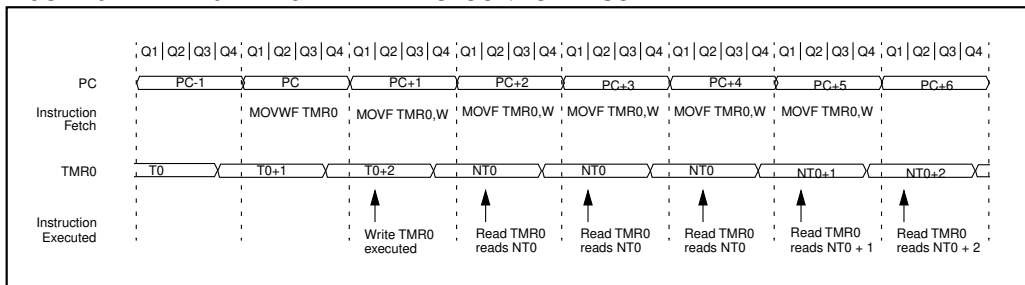 Q1 Q2 Q3 Q4 Q1 Q2 Q3 Q4 Q1 Q2 Q3 Q4 Q1 Q2 Q3 Q4 Q1 Q2 Q3 Q4 Q1 Q2 Q3 Q4 Q1 Q2 Q3 Q4 Q1 Q2 Q3 Q4
PC PC-1 PC PC+1 PC+2 PC+3 PC+4 PC+5 PC+6
Instruction
Fetch
MOVWF TMR0 MOVF TMR0,W MOVF TMR0,W MOVF TMR0,W MOVF TMR0,W MOVF TMR0,W
TMR0 T0 T0+1 T0+2 NT0 NT0 NT0 NT0+1 NT0+2
Instruction
Executed
Write TMR0 Read TMR0 Read TMR0 Read TMR0 Read TMR0 Read TMR0
executed reads NT0 reads NT0 reads NT0 reads NT0 + 1 reads NT0 + 2